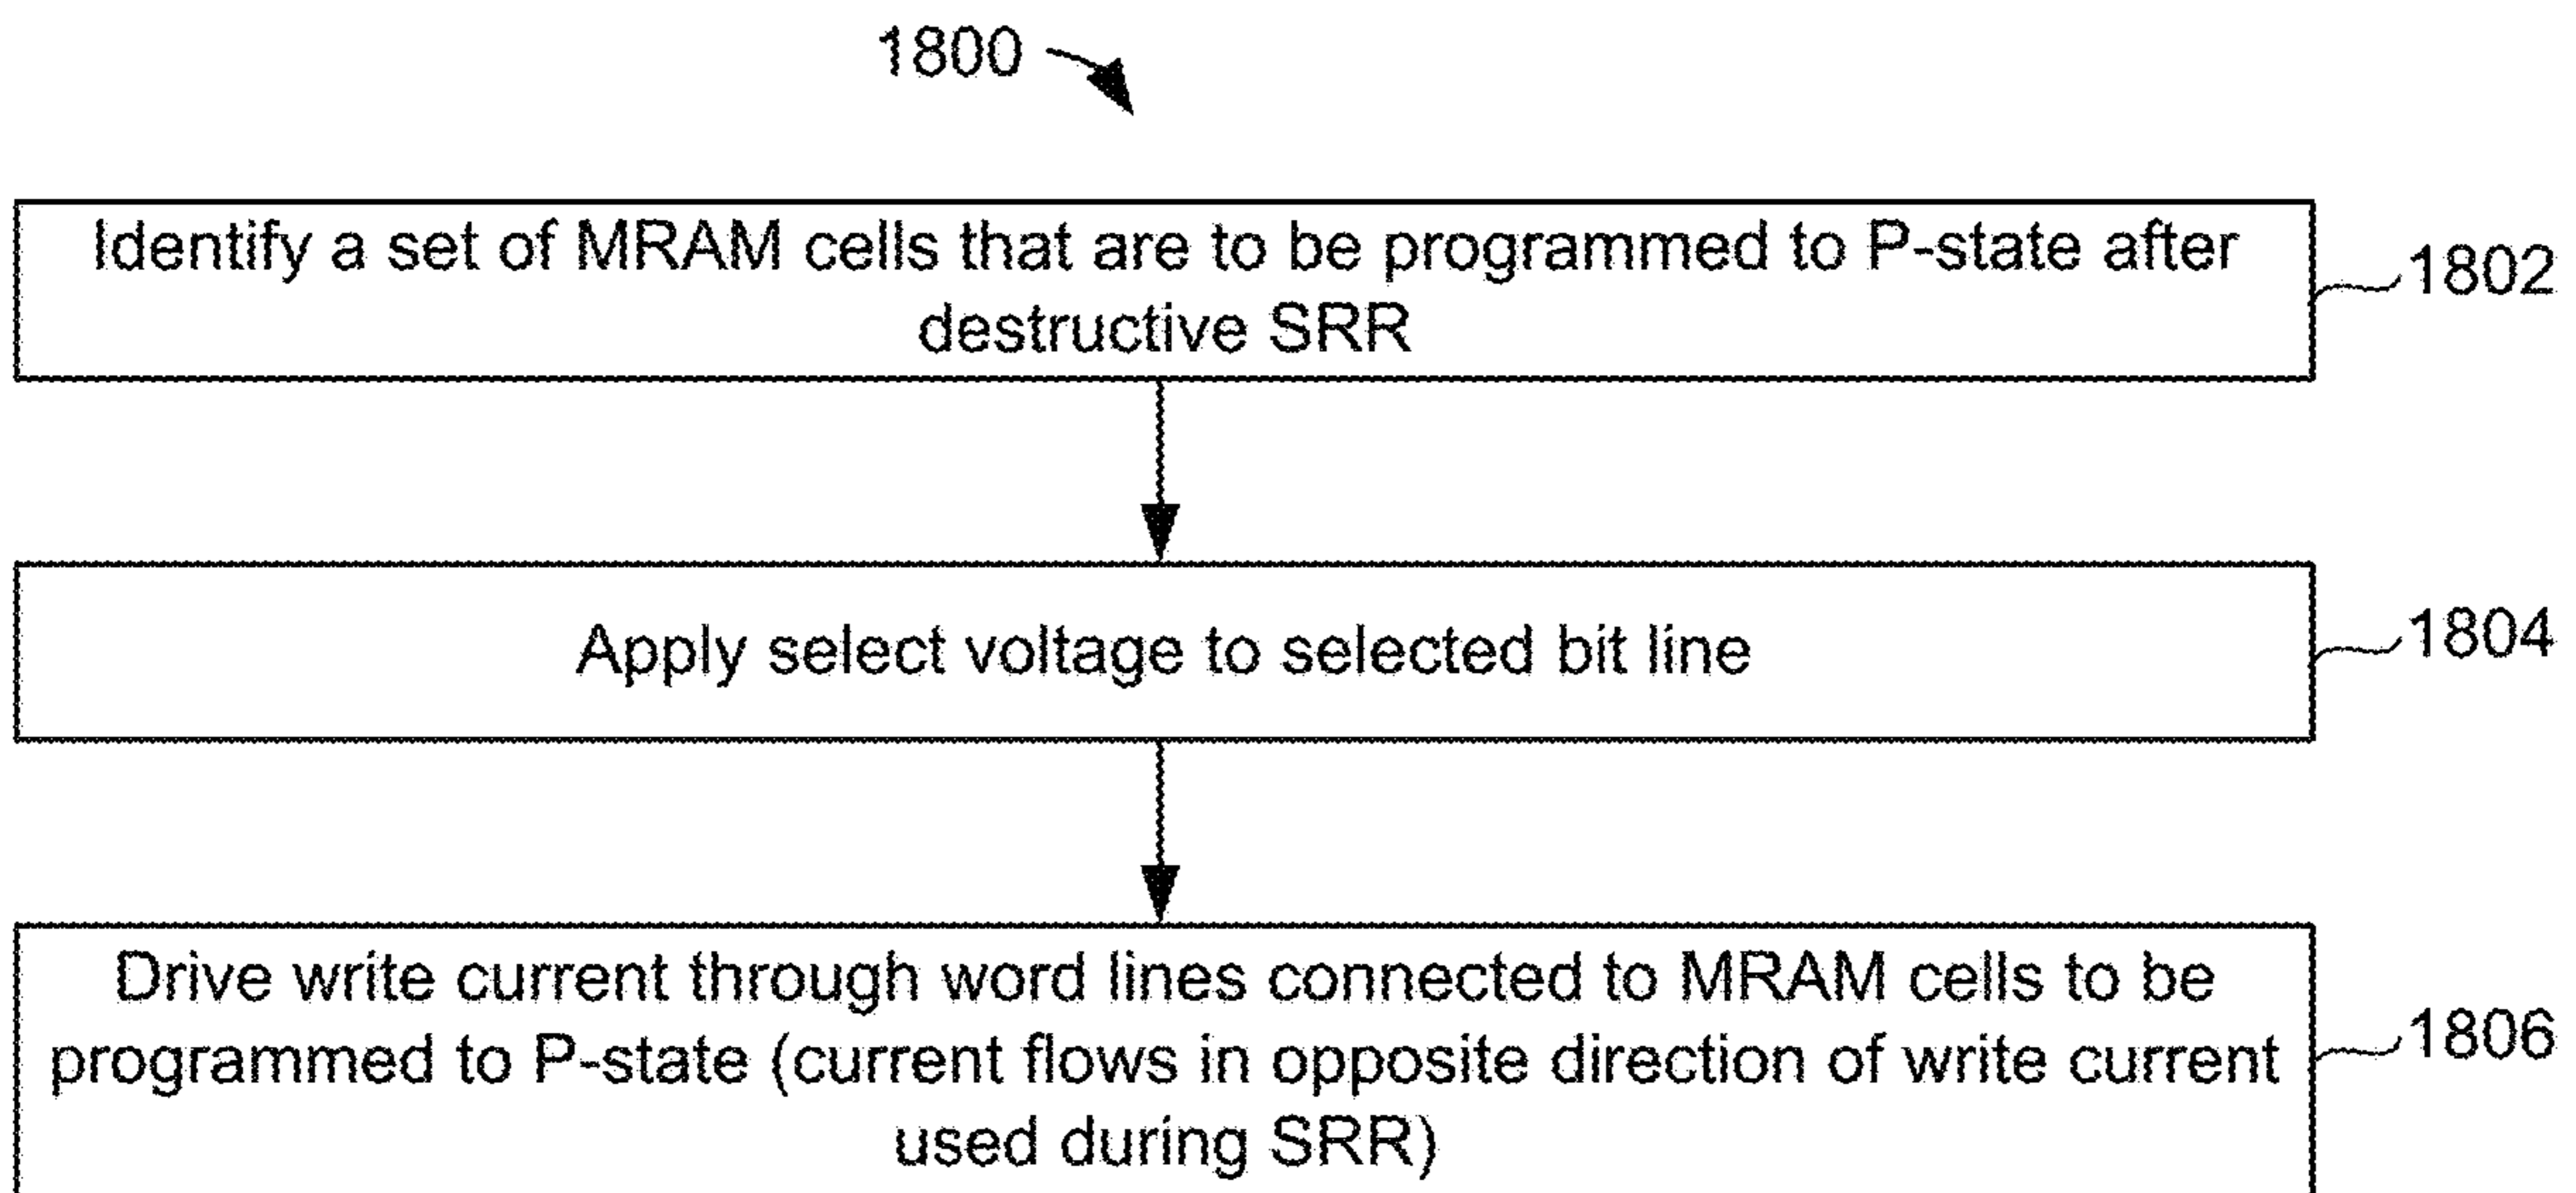 1800
Identify a set of MRAM cells that are to be programmed to P-state after
destructive SRR
1802
Apply select voltage to selected bit line
1804
Drive write current through word lines connected to MRAM cells to be
programmed to P-state (current flows in opposite direction of write current
used during SRR)
1806